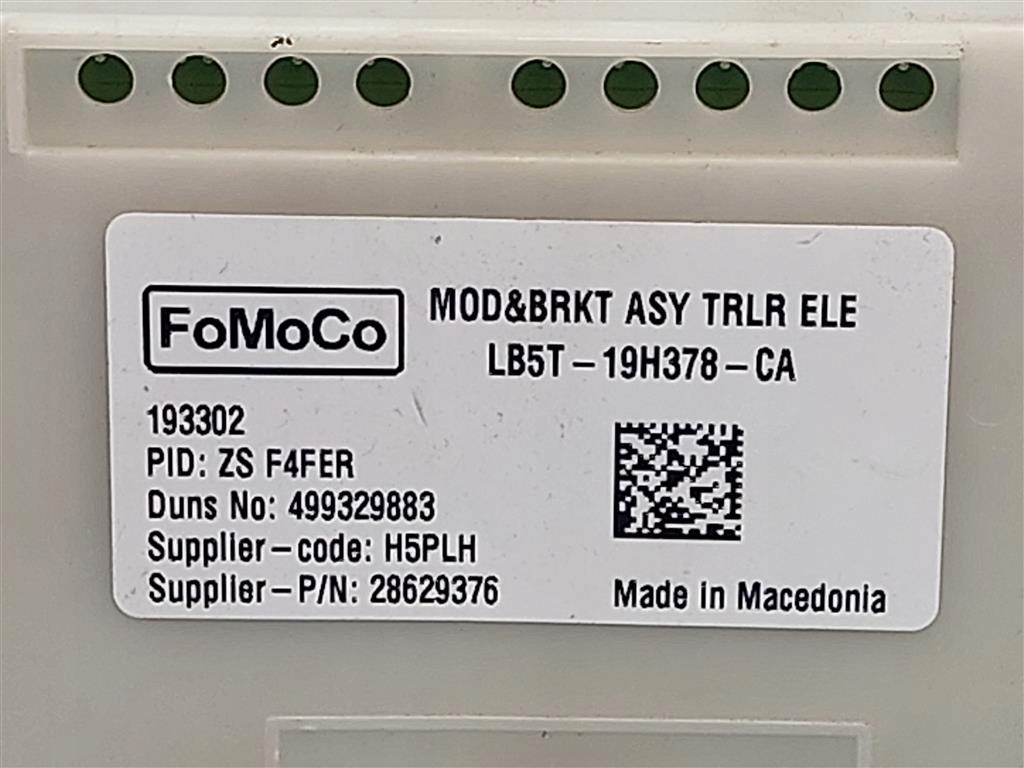 FoMoCo
MOD&BRKT ASY TRLR ELE
LB5T-19H378-CA
193302
PID: ZS F4FER
Duns No: 499329883
Supplier-code: H5PLH
Supplier-P/N: 28629376
Made in Macedonia